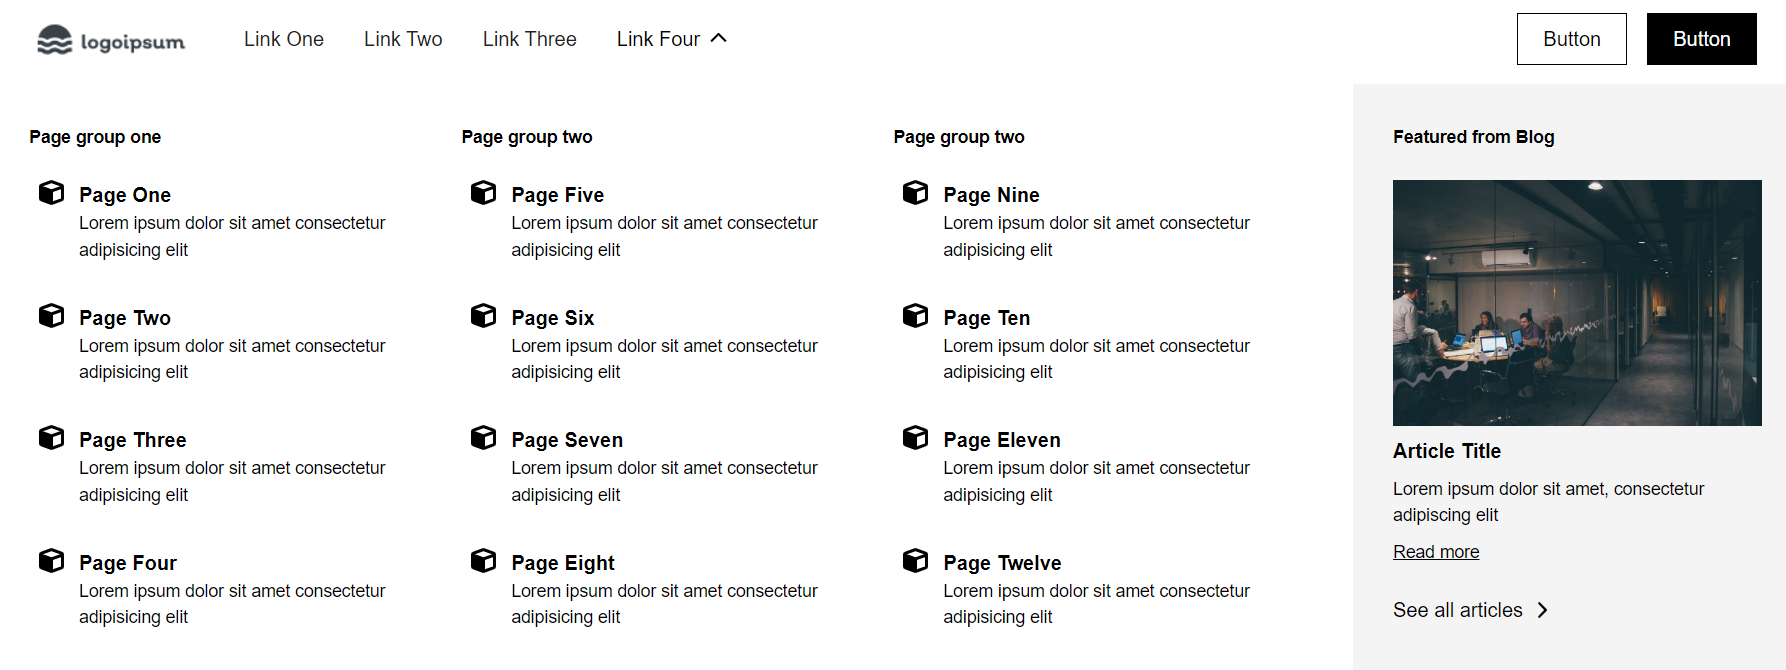 logoipsum
Link One
Link Two
Link Three
Link Four
Button
Button
Page group one
Page One
Lorem ipsum dolor sit amet consectetur
adipisicing elit
Page Two
Lorem ipsum dolor sit amet consectetur
adipisicing elit
Page Three
Lorem ipsum dolor sit amet consectetur
adipisicing elit
Page Four
Lorem ipsum dolor sit amet consectetur
adipisicing elit
Page group two
Page Five
Lorem ipsum dolor sit amet consectetur
adipisicing elit
Page Six
Lorem ipsum dolor sit amet consectetur
adipisicing elit
Page Seven
Lorem ipsum dolor sit amet consectetur
adipisicing elit
Page Eight
Lorem ipsum dolor sit amet consectetur
adipisicing elit
Page group two
Page Nine
Lorem ipsum dolor sit amet consectetur
adipisicing elit
Page Ten
Lorem ipsum dolor sit amet consectetur
adipisicing elit
Page Eleven
Lorem ipsum dolor sit amet consectetur
adipisicing elit
Page Twelve
Lorem ipsum dolor sit amet consectetur
adipisicing elit
Featured from Blog
Article Title
Lorem ipsum dolor sit amet, consectetur
adipiscing elit
Read more
See all articles